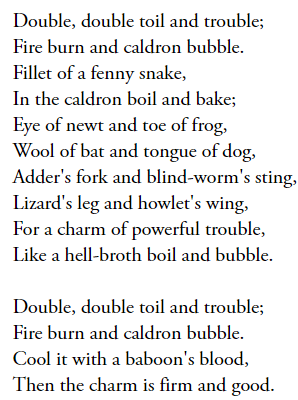 Double, double toil and trouble;
Fire burn and caldron bubble.
Fillet of a fenny snake,
In the caldron boil and bake;
Eye of newt and toe of frog,
Wool of bat and tongue of dog,
Adder's fork and blind-worm's sting,
Lizard's leg and howlet's wing,
For a charm of powerful trouble,
Like a hell-broth boil and bubble.

Double, double toil and trouble;
Fire burn and caldron bubble.
Cool it with a baboon's blood,
Then the charm is firm and good.